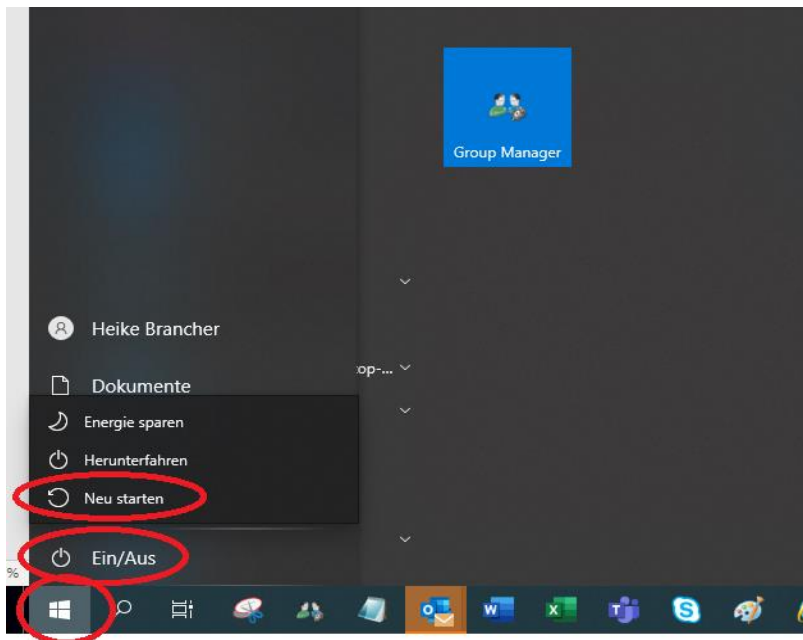 Group Manager
Heike Brancher
op-...
Dokumente
Energie sparen
Herunterfahren
Neu starten
Ein/Aus
%